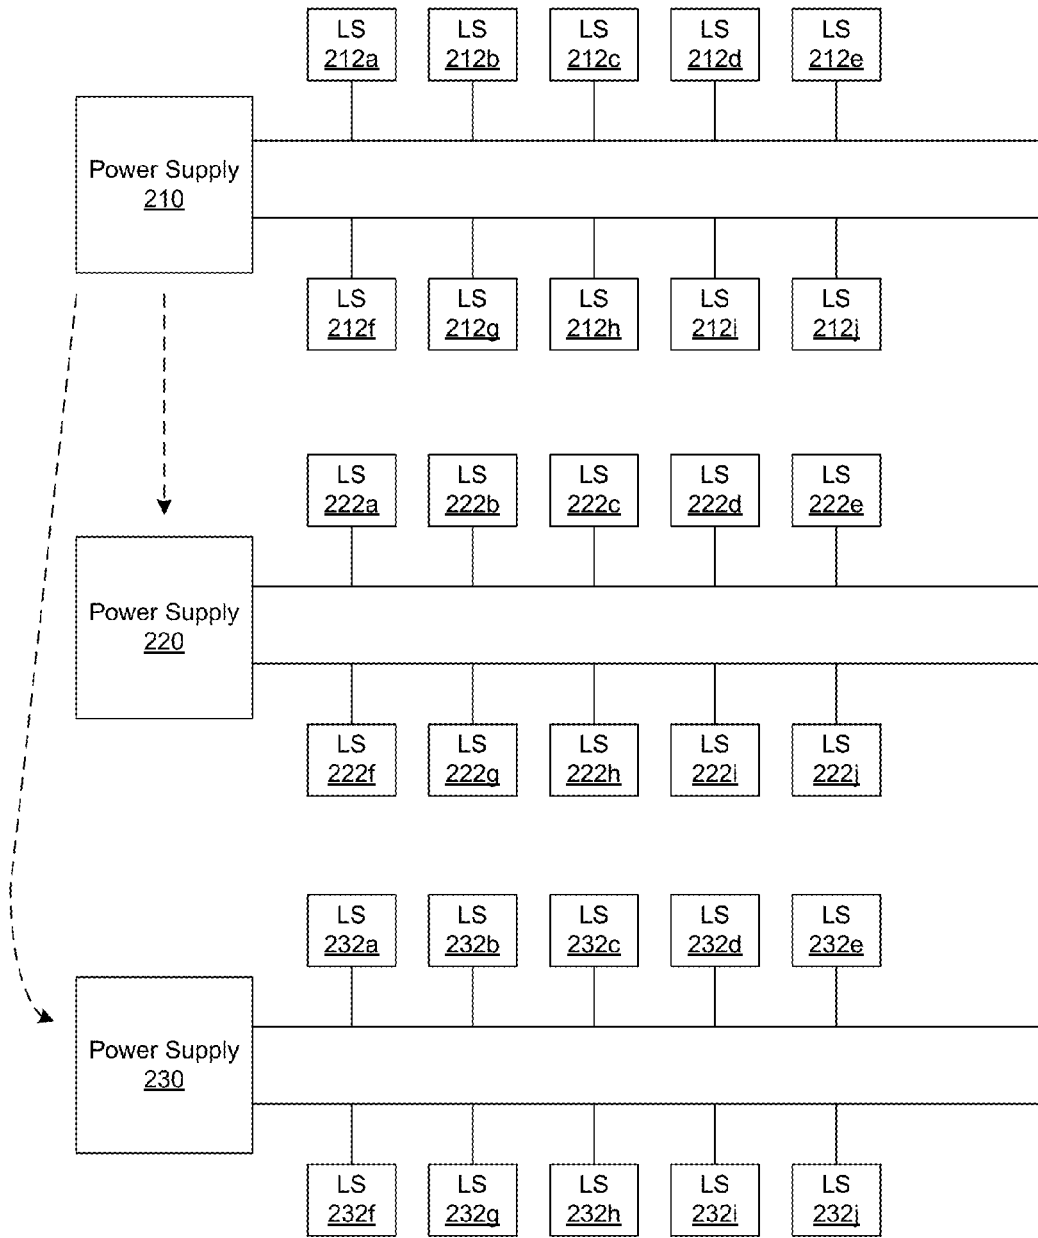 LS LS LS LS LS
212a 212b 212c 212d 212e
Power Supply
210
LS LS LS LS LS
212f 212g 212h 212i 212j
LS LS LS LS LS
222a 222b 222c 222d 222e
Power Supply
220
LS LS LS LS LS
222f 222g 222h 222i 222j
LS LS LS LS LS
232a 232b 232c 232d 232e
Power Supply
230
LS LS LS LS LS
232f 232g 232h 232i 232j